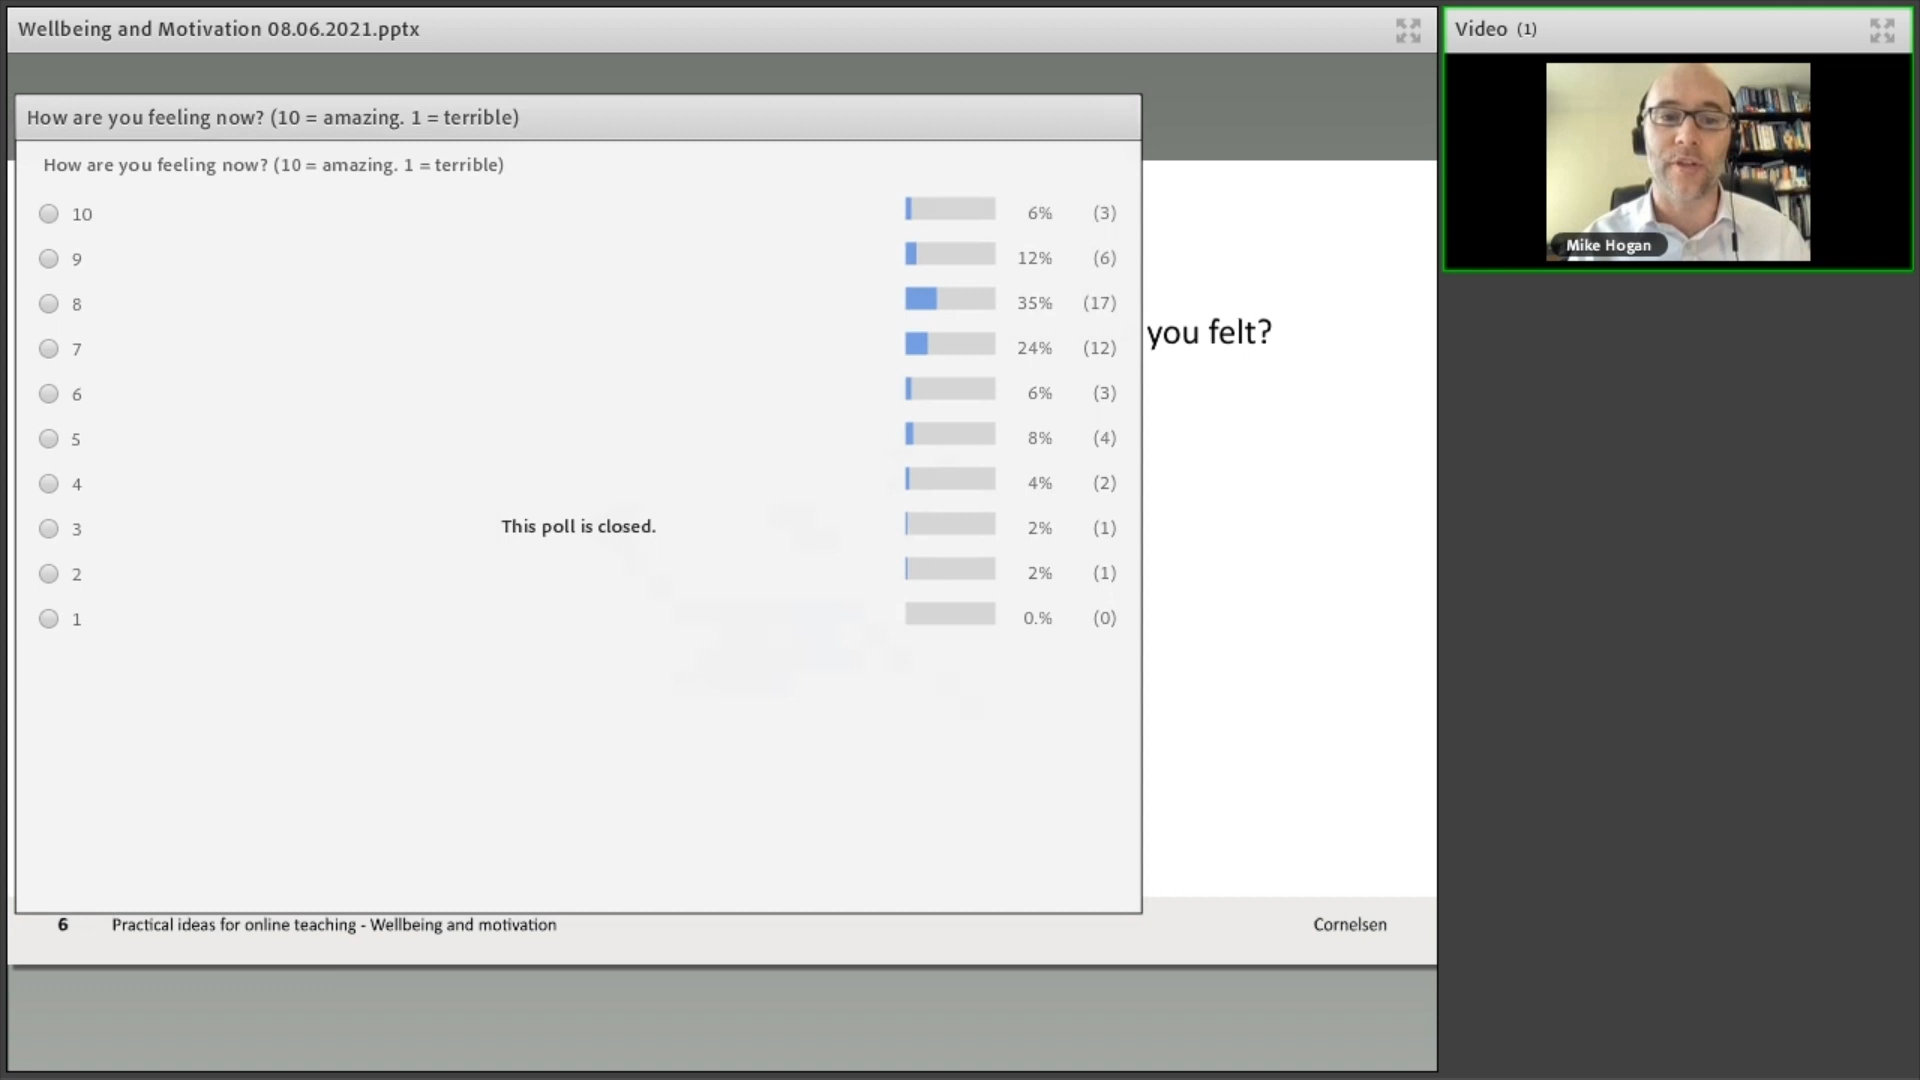 Wellbeing and Motivation 08.06.2021.pptx
Video (1)
How are you feeling now? (10 = amazing. 1 = terrible)
How are you feeling now? (10 = amazing. 1 = terrible)
10 6% (3)
9 12% (6)
8 35% (17)
7 24% (12)
6 6% (3)
5 8% (4)
4 4% (2)
3 2% (1)
2 2% (1)
1 0.% (0)
This poll is closed.
you felt?
Mike Hogan
6 Practical ideas for online teaching - Wellbeing and motivation Cornelsen